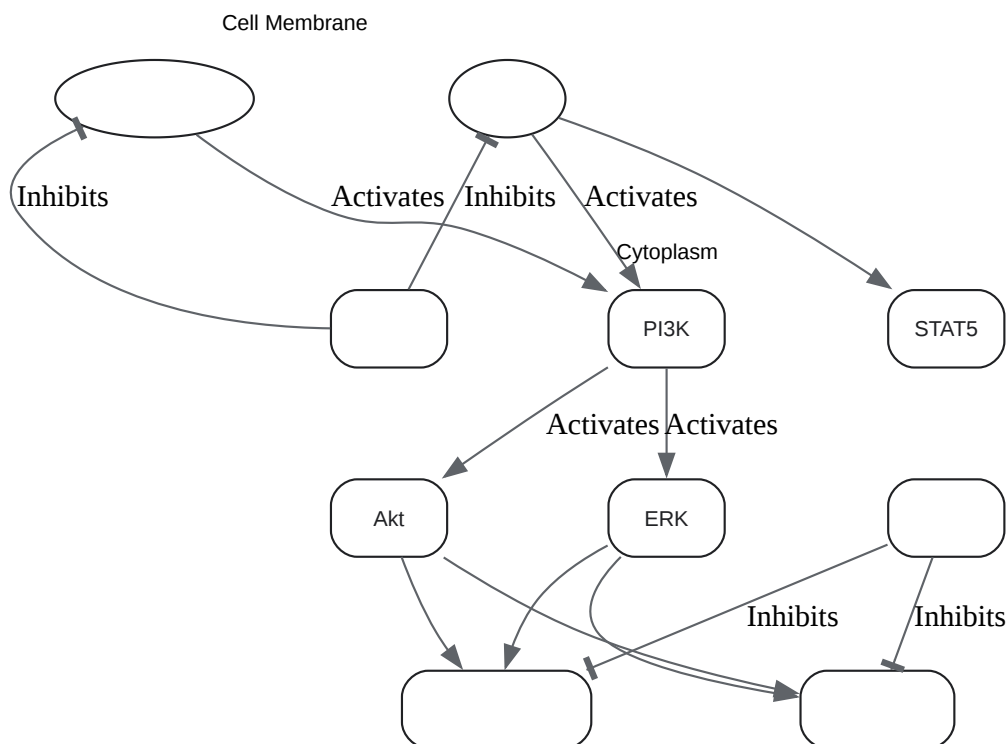 Cell Membrane
Inhibits
Activates
Inhibits
Activates
Cytoplasm
PI3K
STAT5
Activates
Activates
Akt
ERK
Inhibits
Inhibits